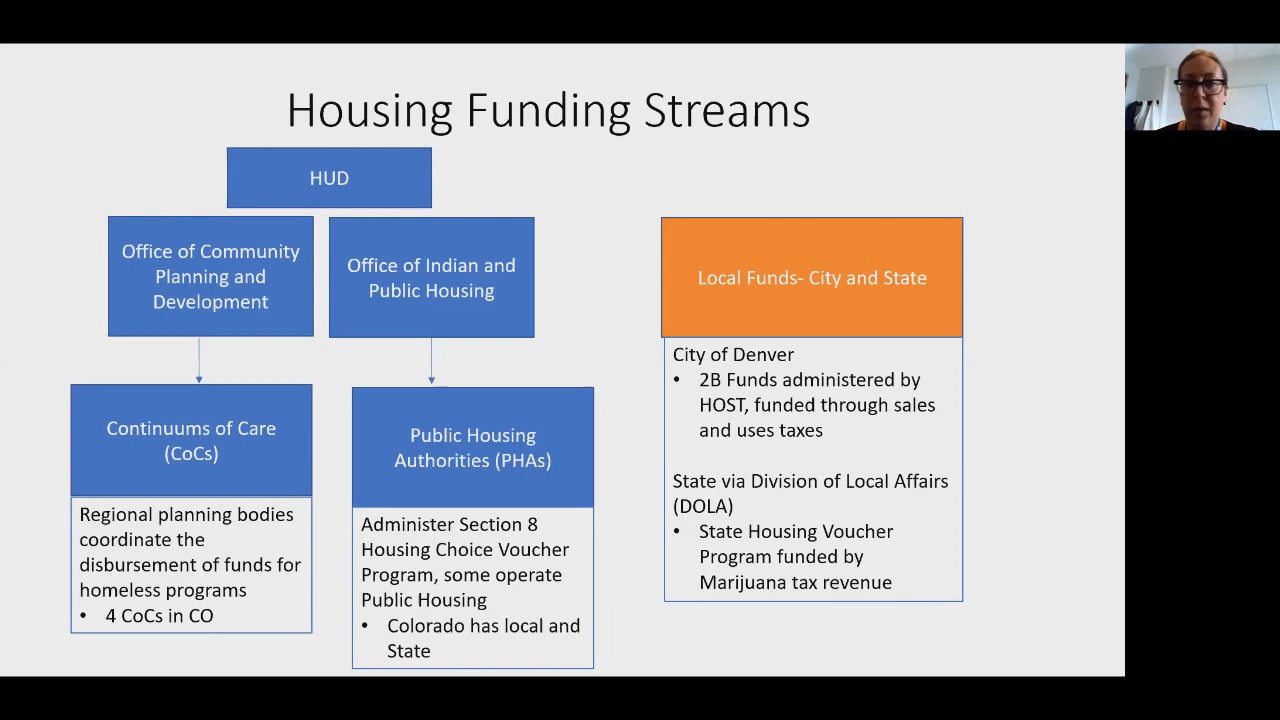 Housing Funding Streams
HUD
Office of Community
Planning and
Development
Office of Indian and
Public Housing
Continuums of Care
(CoCs)
Regional planning bodies
coordinate the
disbursement of funds for
homeless programs
• 4 CoCs in CO
Public Housing
Authorities (PHAs)
Administer Section 8
Housing Choice Voucher
Program, some operate
Public Housing
• Colorado has local and
State
Local Funds- City and State
City of Denver
• 2B Funds administered by
HOST, funded through sales
and uses taxes
State via Division of Local Affairs
(DOLA)
• State Housing Voucher
Program funded by
Marijuana tax revenue